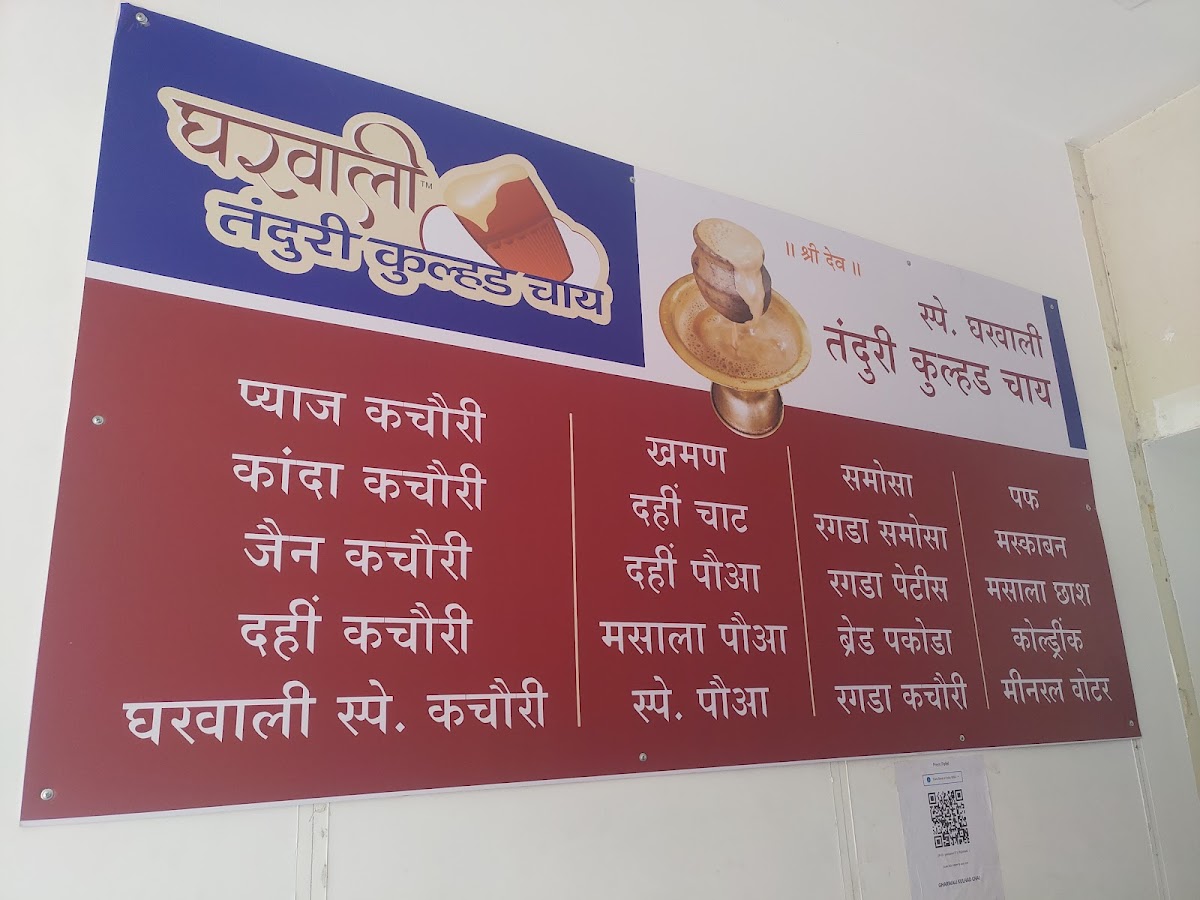 घरवाली™
तंदुरी कुल्हड चाय
॥ श्री देव ॥
स्पे. घरवाली
तंदुरी कुल्हड चाय
प्याज कचौरी
कांदा कचौरी
जैन कचौरी
दहीं कचौरी
घरवाली स्पे. कचौरी
खमण
दहीं चाट
दहीं पौआ
मसाला पौआ
स्पे. पौआ
समोसा
रगडा समोसा
रगडा पेटीस
ब्रेड पकोडा
रगडा कचौरी
पफ
मस्काबन
मसाला छाश
कोल्ड्रींक
मीनरल वोटर